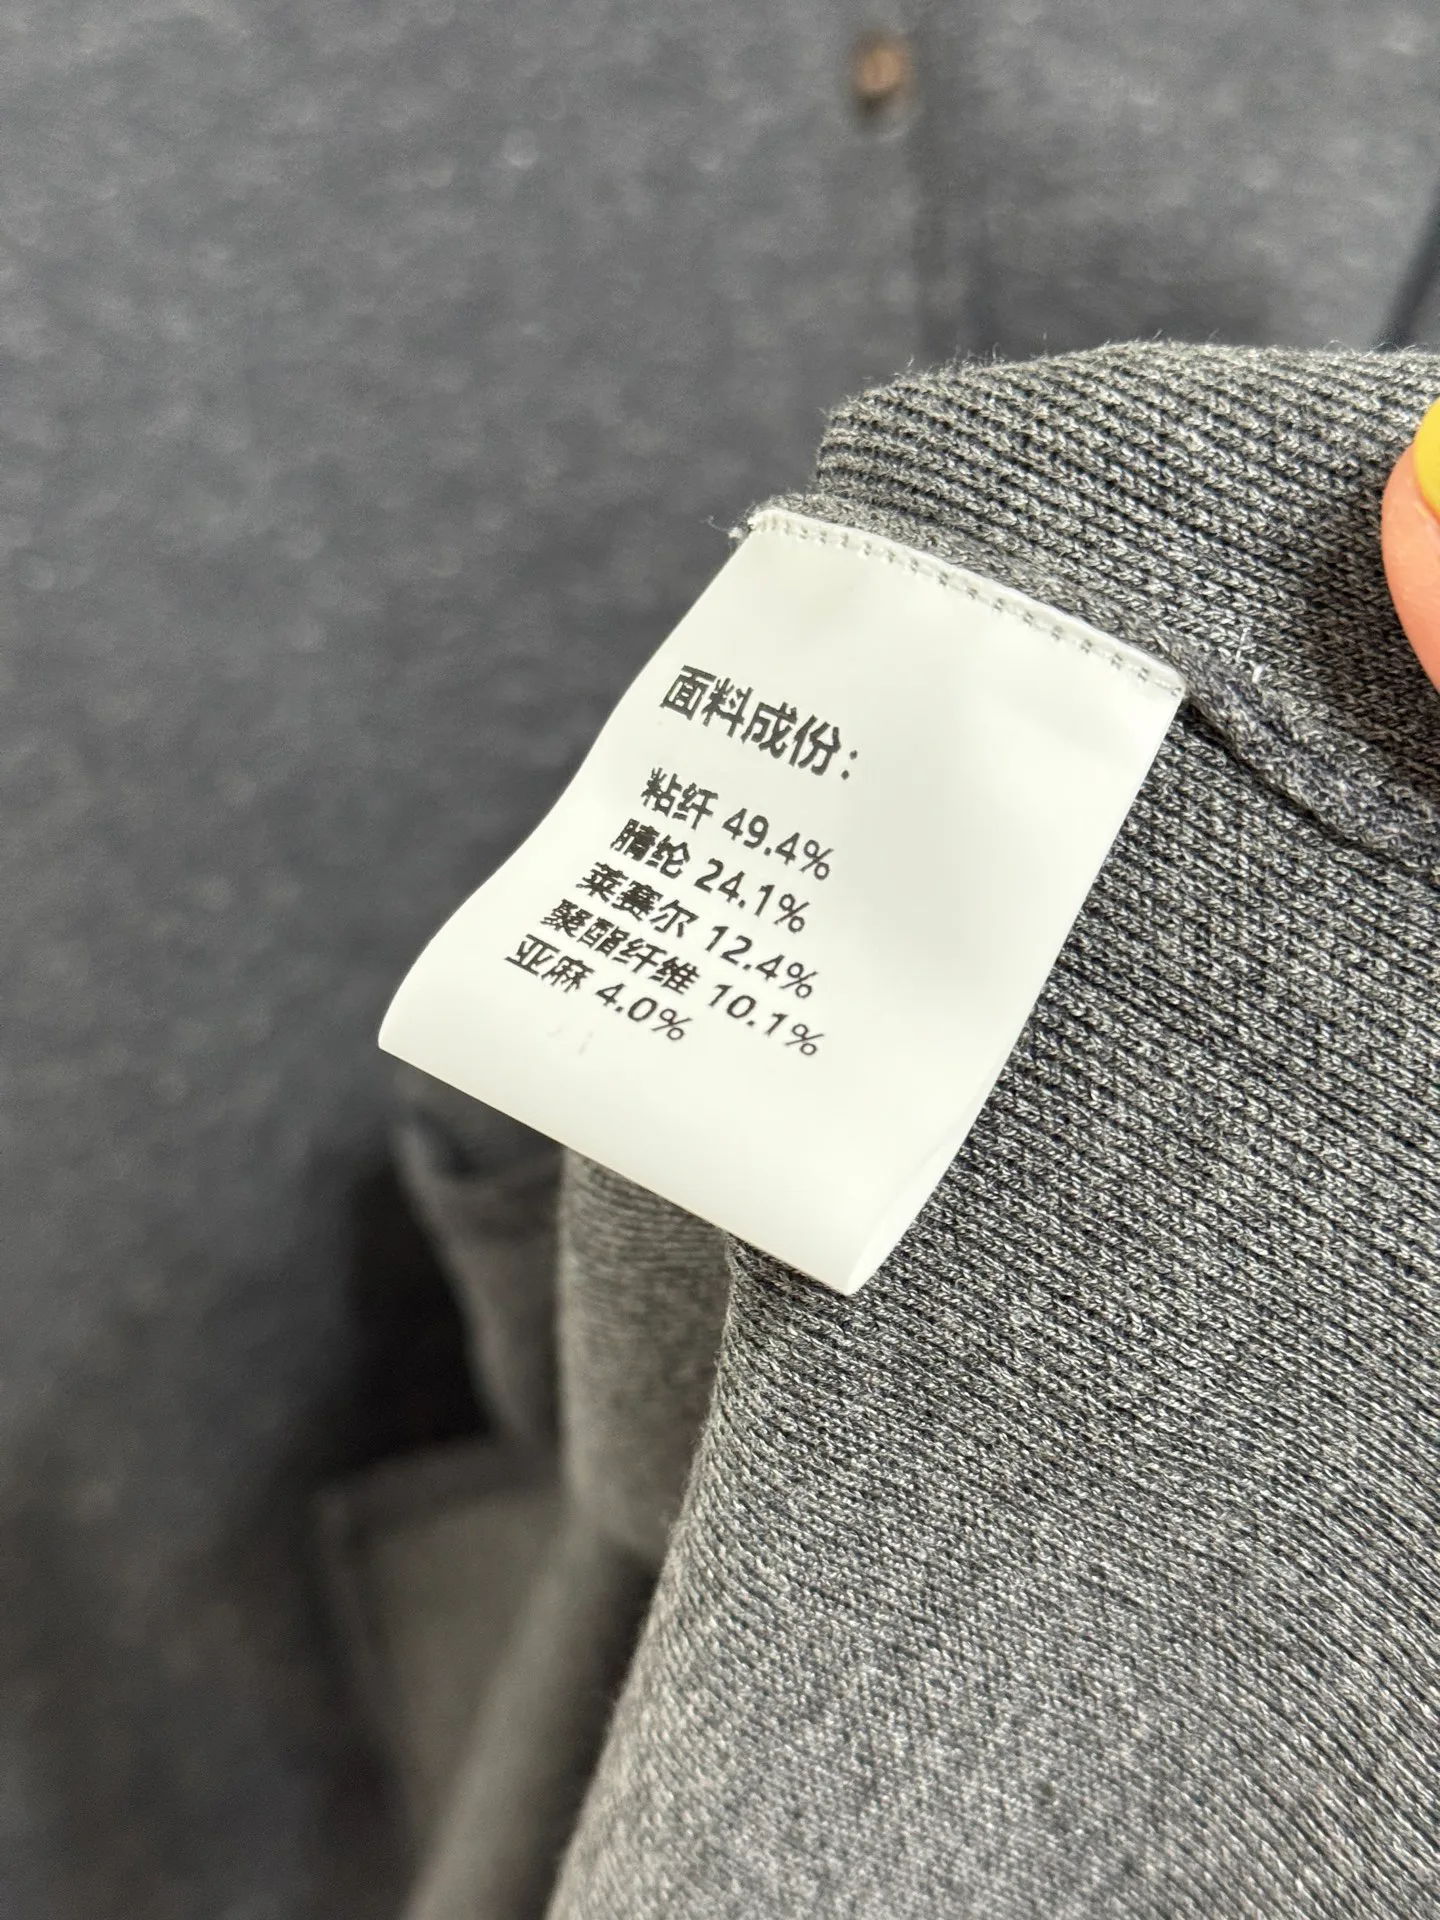 面料成份：
粘纤 49.4%
腈纶 24.1%
莱赛尔 12.4%
聚酯纤维 10.1%
亚麻 4.0%